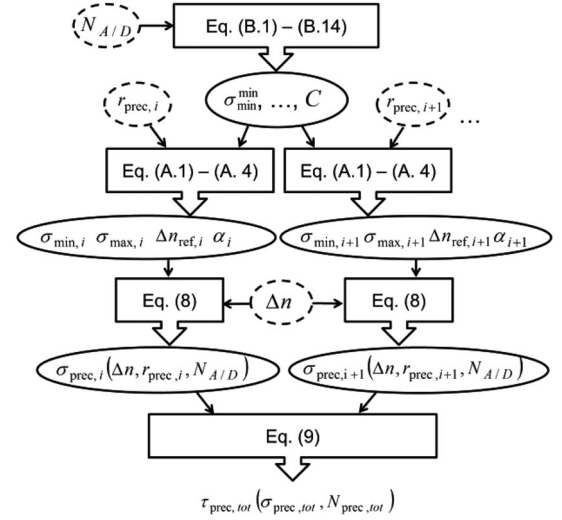 N_{A/D}
Eq. (B.1) – (B.14)
r_{prec, i}
σ_{min}^{min}, ..., C
r_{prec, i+1}
...
Eq. (A.1) – (A. 4)
Eq. (A.1) – (A. 4)
σ_{min, i} σ_{max, i} Δn_{ref, i} α_i
σ_{min, i+1} σ_{max, i+1} Δn_{ref, i+1} α_{i+1}
Eq. (8)
Δn
Eq. (8)
σ_{prec, i}(Δn, r_{prec, i}, N_{A/D})
σ_{prec,i+1}(Δn, r_{prec, i+1}, N_{A/D})
Eq. (9)
τ_{prec, tot}(σ_{prec, tot}, N_{prec, tot})